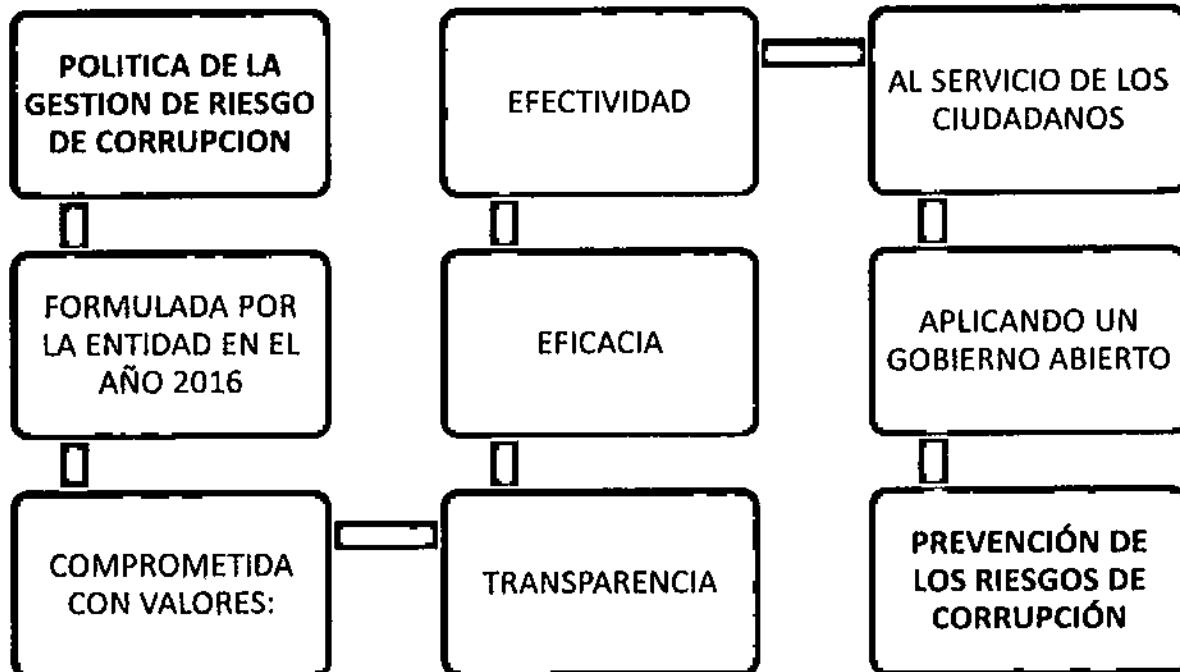 POLITICA DE LA
GESTION DE RIESGO
DE CORRUPCION
FORMULADA POR
LA ENTIDAD EN EL
AÑO 2016
COMPROMETIDA
CON VALORES:
TRANSPARENCIA
EFICACIA
EFECTIVIDAD
AL SERVICIO DE LOS
CIUDADANOS
APLICANDO UN
GOBIERNO ABIERTO
PREVENCIÓN DE
LOS RIESGOS DE
CORRUPCIÓN